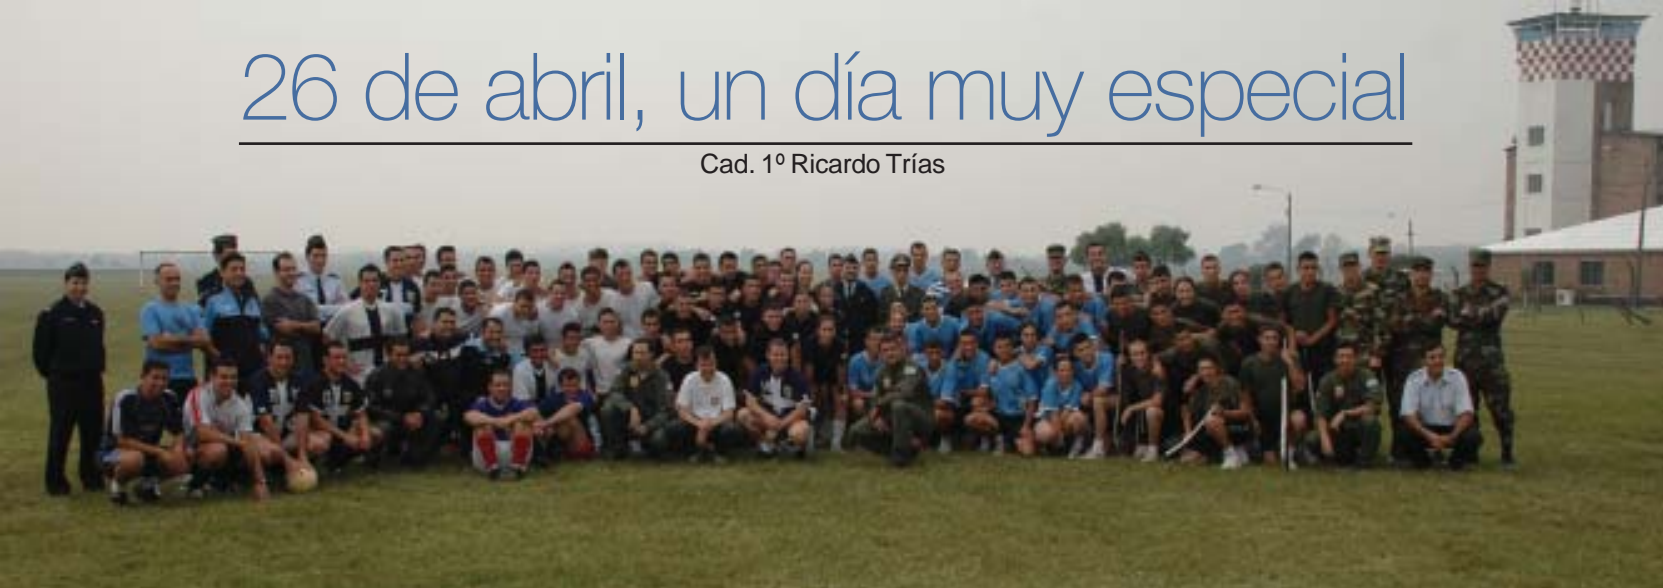 26 de abril, un día muy especial
Cad. 1º Ricardo Trías